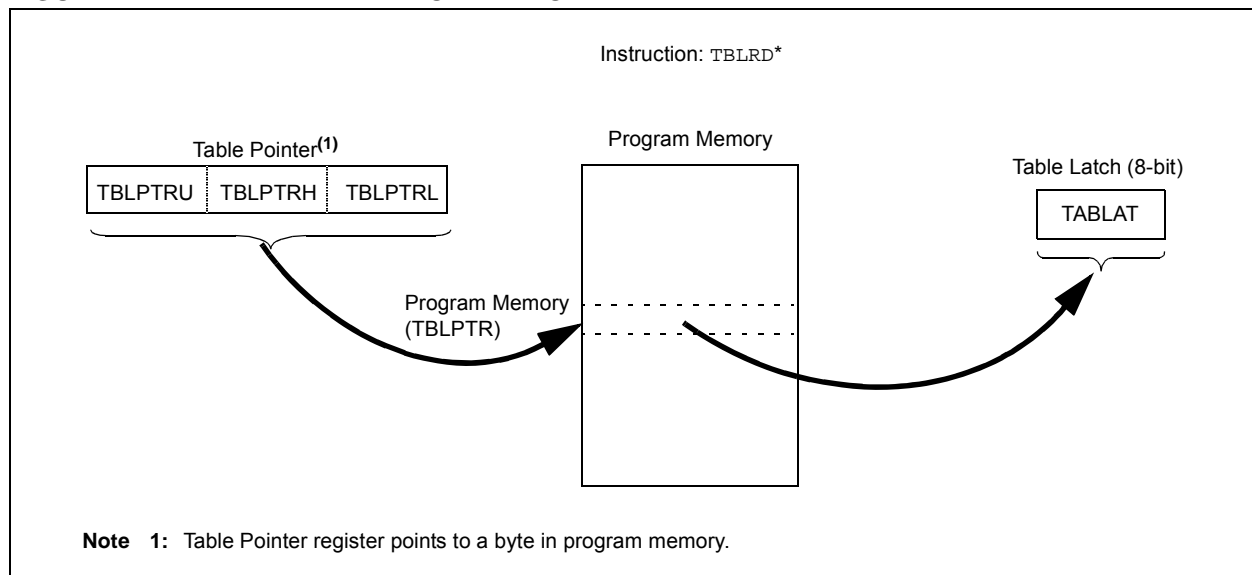 Instruction: TBLRD*
Table Pointer(1)
Program Memory
Table Latch (8-bit)
TBLPTRU TBLPTRH TBLPTRL
TABLAT
Program Memory
(TBLPTR)
Note 1: Table Pointer register points to a byte in program memory.